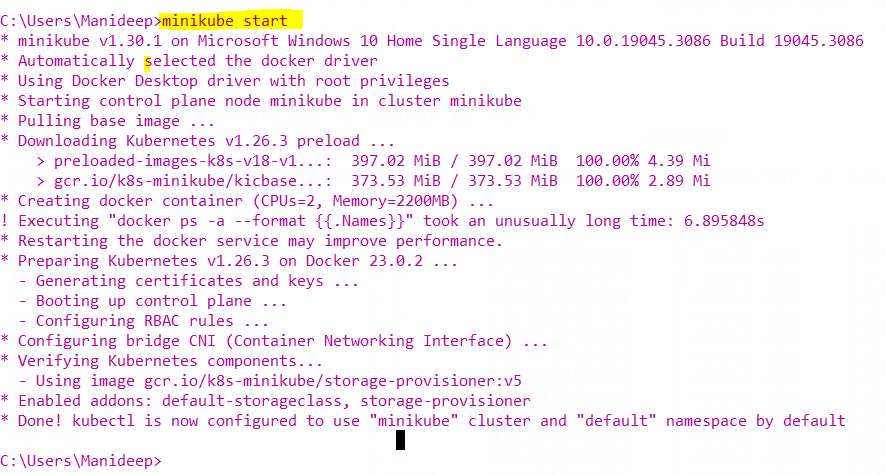 C:\Users\Manideep>minikube start
* minikube v1.30.1 on Microsoft Windows 10 Home Single Language 10.0.19045.3086 Build 19045.3086
* Automatically selected the docker driver
* Using Docker Desktop driver with root privileges
* Starting control plane node minikube in cluster minikube
* Pulling base image ...
* Downloading Kubernetes v1.26.3 preload ...
    > preloaded-images-k8s-v18-v1...:  397.02 MiB / 397.02 MiB  100.00% 4.39 Mi
    > gcr.io/k8s-minikube/kicbase...:  373.53 MiB / 373.53 MiB  100.00% 2.89 Mi
* Creating docker container (CPUs=2, Memory=2200MB) ...
! Executing "docker ps -a --format {{.Names}}" took an unusually long time: 6.895848s
* Restarting the docker service may improve performance.
* Preparing Kubernetes v1.26.3 on Docker 23.0.2 ...
  - Generating certificates and keys ...
  - Booting up control plane ...
  - Configuring RBAC rules ...
* Configuring bridge CNI (Container Networking Interface) ...
* Verifying Kubernetes components...
  - Using image gcr.io/k8s-minikube/storage-provisioner:v5
* Enabled addons: default-storageclass, storage-provisioner
* Done! kubectl is now configured to use "minikube" cluster and "default" namespace by default
C:\Users\Manideep>